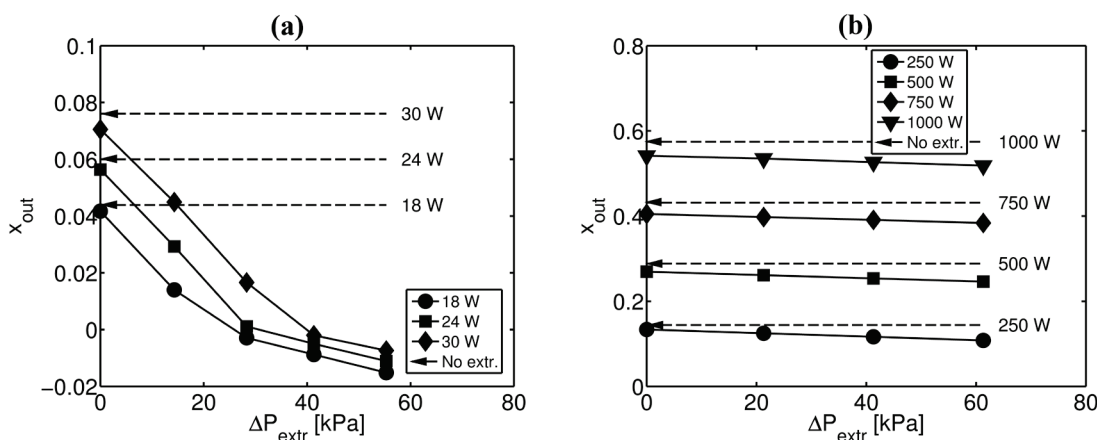 (a)
0.1
0.08
0.06
0.04
0.02
0
−0.02
x_out
0 20 40 60 80
ΔP_extr [kPa]
30 W
24 W
18 W
18 W
24 W
30 W
No extr.
(b)
0.8
0.6
0.4
0.2
0
x_out
0 20 40 60 80
ΔP_extr [kPa]
250 W
500 W
750 W
1000 W
No extr.
1000 W
750 W
500 W
250 W